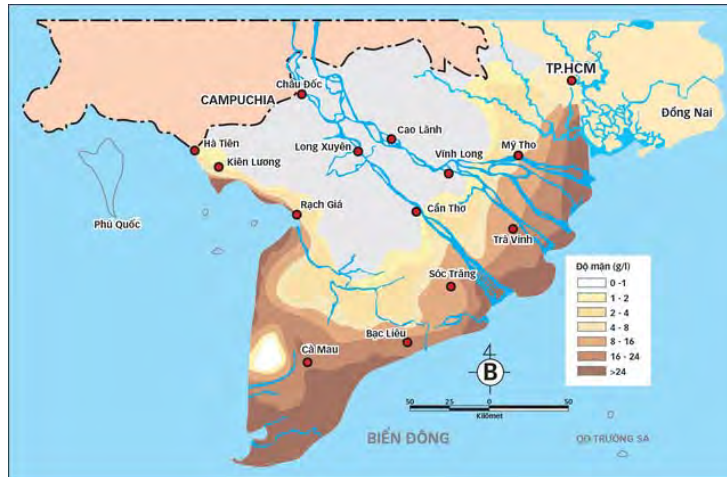 TP.HCM
Châu Đốc
CAMPUCHIA
Đồng Nai
Cao Lãnh
Hà Tiên
Long Xuyên
Mỹ Tho
Kiên Lương
Vĩnh Long
Phú Quốc
Rạch Giá
Cần Thơ
Trà Vinh
Sóc Trăng
Độ mặn (g/l)
0 -1
1 - 2
2 - 4
4 - 8
8 - 16
16 - 24
>24
Bạc Liêu
Cà Mau
4
B
50 25 0 50
Kilômet
BIỂN ĐÔNG
QĐ TRƯỜNG SA